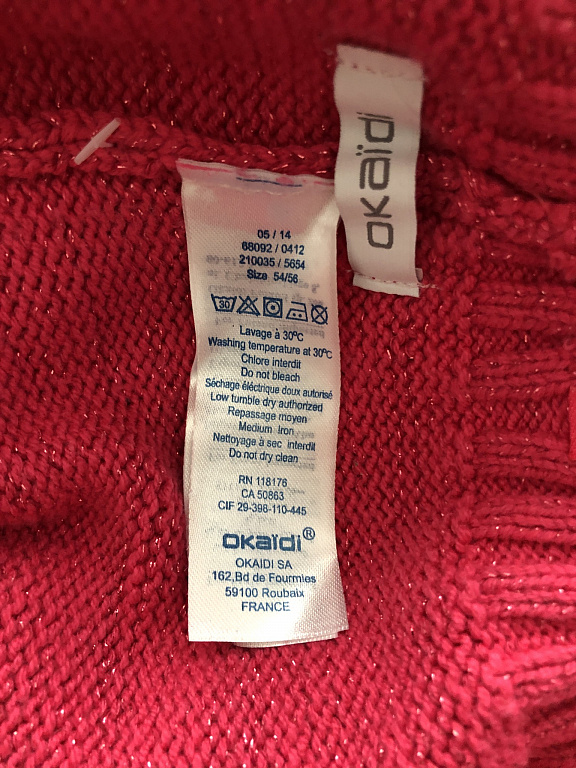 okaïdi
05 / 14
68092 / 0412
210035 / 5654
Size 54/56
30
Lavage à 30ºC
Washing temperature at 30ºC
Chlore interdit
Do not bleach
Séchage éléctrique doux autorisé
Low tumble dry authorized
Repassage moyen
Medium Iron
Nettoyage à sec interdit
Do not dry clean
RN 118176
CA 50863
CIF 29-398-110-445
okaïdi®
OKAIDI SA
162,Bd de Fourmies
59100 Roubaix
FRANCE